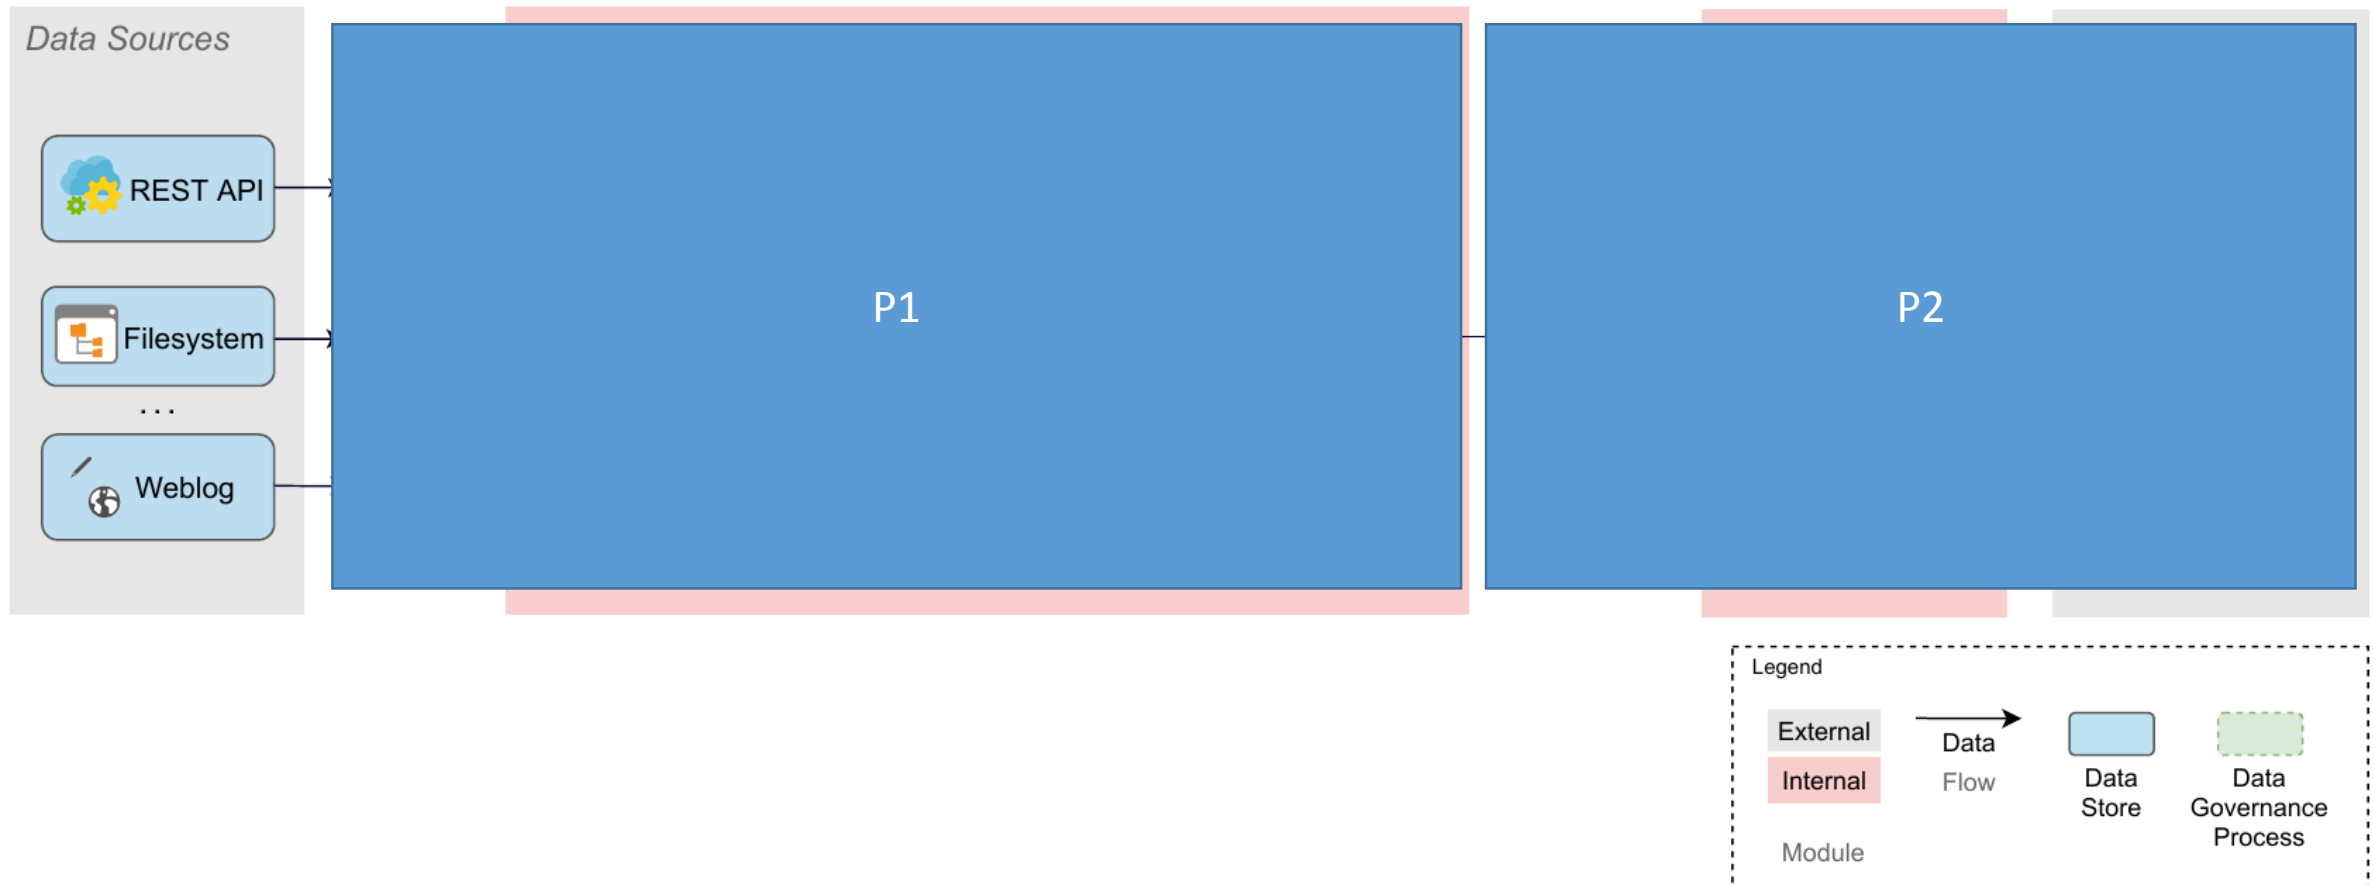 Data Sources
REST API
Filesystem
...
Weblog
P1
P2
Legend
External
Internal
Module
Data
Flow
Data
Store
Data
Governance
Process